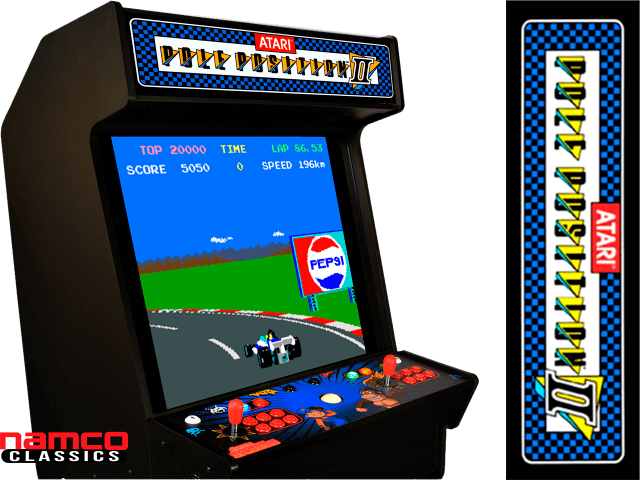 ATARI
POLE POSITION II
TOP 20000 TIME LAP 86.53
SCORE 5050 0 SPEED 196km
PEPSI
namco
CLASSICS
ATARI
POLE POSITION II